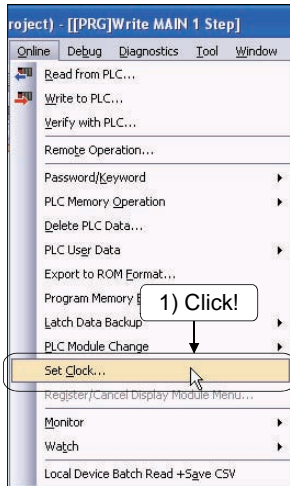 roject) - [[PRG]Write MAIN 1 Step]
Online Debug Diagnostics Tool Window
Read from PLC...
Write to PLC...
Verify with PLC...
Remote Operation...
Password/Keyword
PLC Memory Operation
Delete PLC Data...
PLC User Data
Export to ROM Format...
Program Memory
1) Click!
Latch Data Backup
PLC Module Change
Set Clock...
Register/Cancel Display Module Menu...
Monitor
Watch
Local Device Batch Read +Save CSV